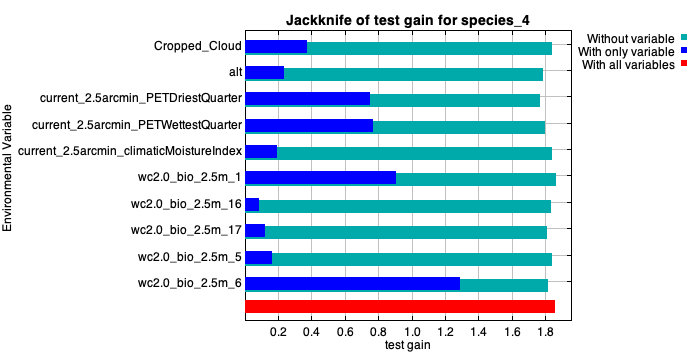 Jackknife of test gain for species_4
Without variable
With only variable
With all variables
Environmental Variable
Cropped_Cloud
alt
current_2.5arcmin_PETDriestQuarter
current_2.5arcmin_PETWettestQuarter
current_2.5arcmin_climaticMoistureIndex
wc2.0_bio_2.5m_1
wc2.0_bio_2.5m_16
wc2.0_bio_2.5m_17
wc2.0_bio_2.5m_5
wc2.0_bio_2.5m_6
0.2 0.4 0.6 0.8 1.0 1.2 1.4 1.6 1.8
test gain